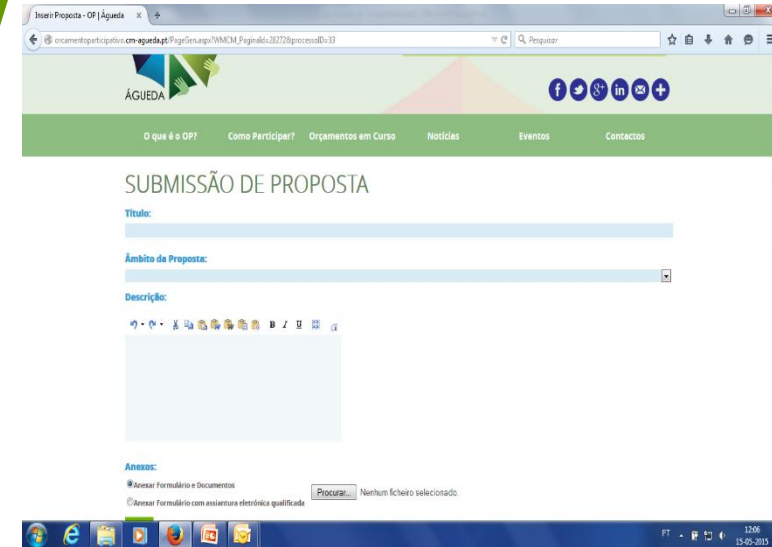 Inserir Proposta - OP | Águeda
orcamentoparticipativo.cm-agueda.pt/PageGen.aspx?WMCM_PaginaId=28272&processoID=33
Pesquisar
ÁGUEDA
O que é o OP? Como Participar? Orçamentos em Curso Notícias Eventos Contactos
SUBMISSÃO DE PROPOSTA
Título:
Âmbito da Proposta:
Descrição:
B I U
Anexos:
Anexar Formulário e Documentos
Procurar... Nenhum ficheiro selecionado.
Anexar Formulário com assiantura eletrónica qualificada
PT 12:06
15-05-2015